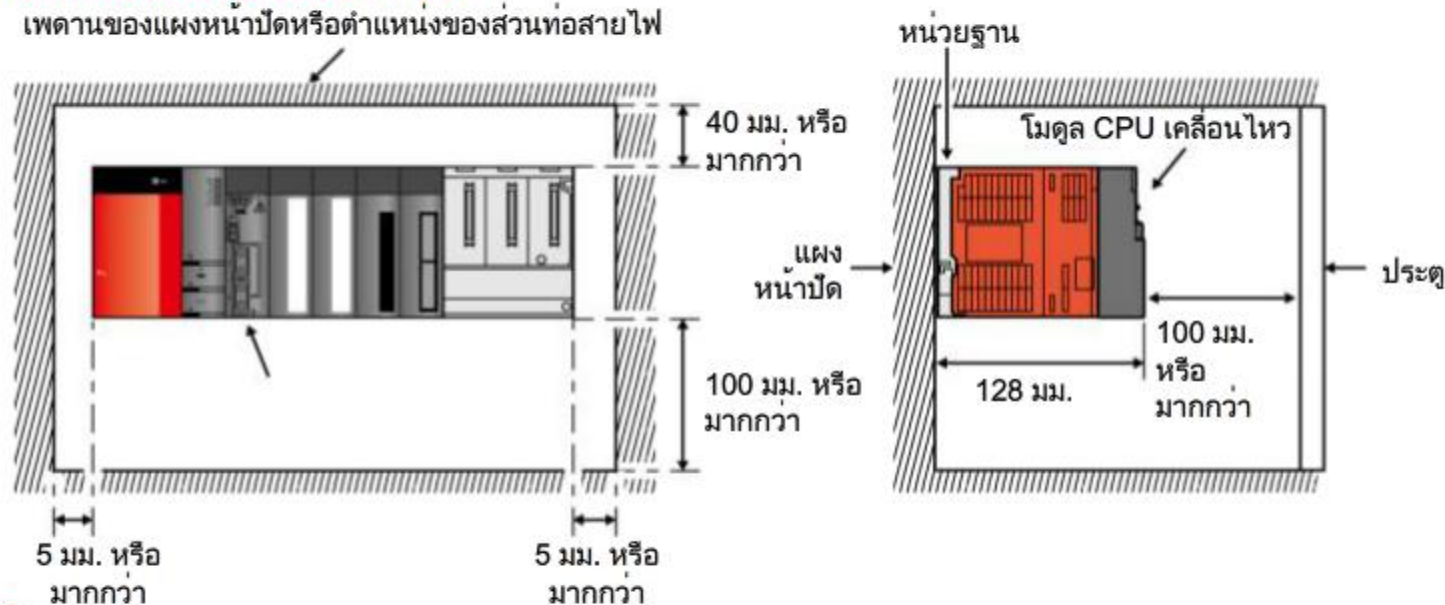 เพดานของแผงหน้าปัดหรือตำแหน่งของส่วนท่อสายไฟ
40 มม. หรือ
มากกว่า
100 มม. หรือ
มากกว่า
5 มม. หรือ
มากกว่า
5 มม. หรือ
มากกว่า
หน่วยฐาน
โมดูล CPU เคลื่อนไหว
แผง
หน้าปัด
ประตู
128 มม.
100 มม.
หรือ
มากกว่า